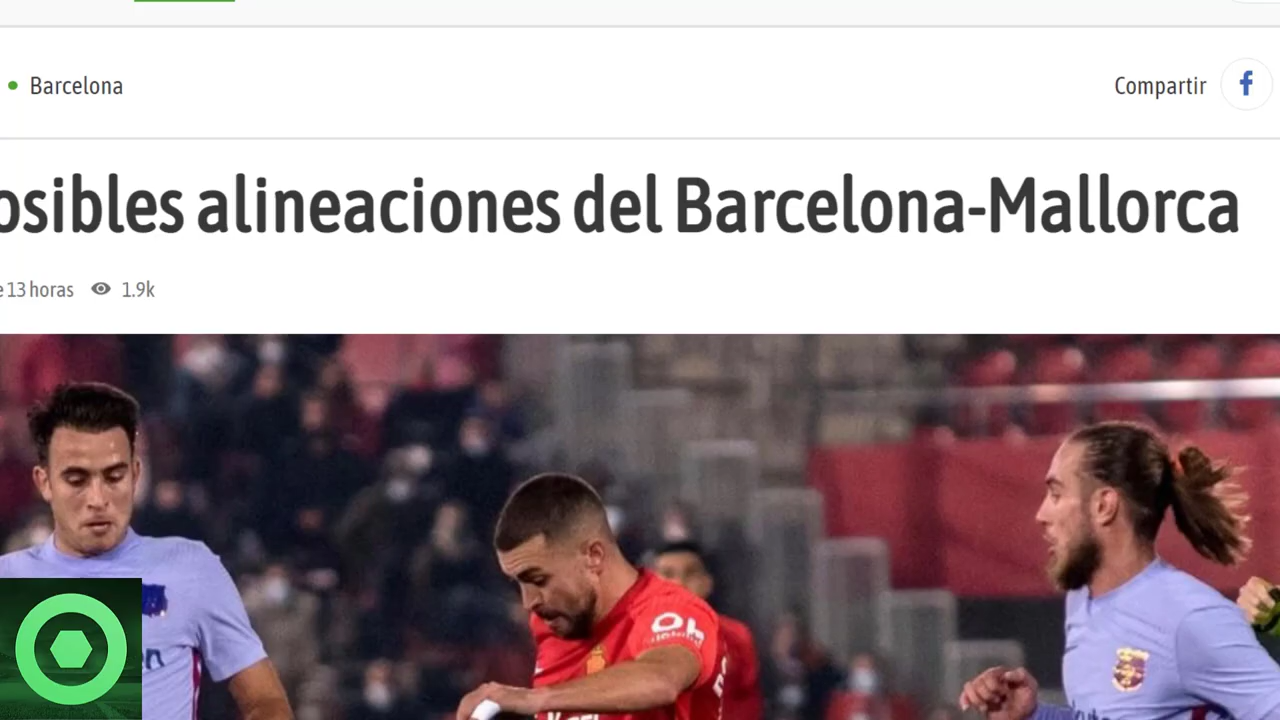 Barcelona
Compartir
osibles alineaciones del Barcelona-Mallorca
e 13 horas 1.9k